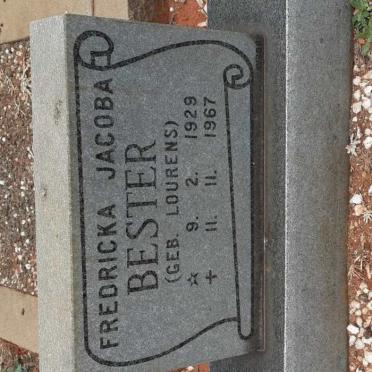 FREDRICKA JACOBA
BESTER
(GEB. LOURENS)
☆ 9. 2. 1929
+ 11. 11. 1967